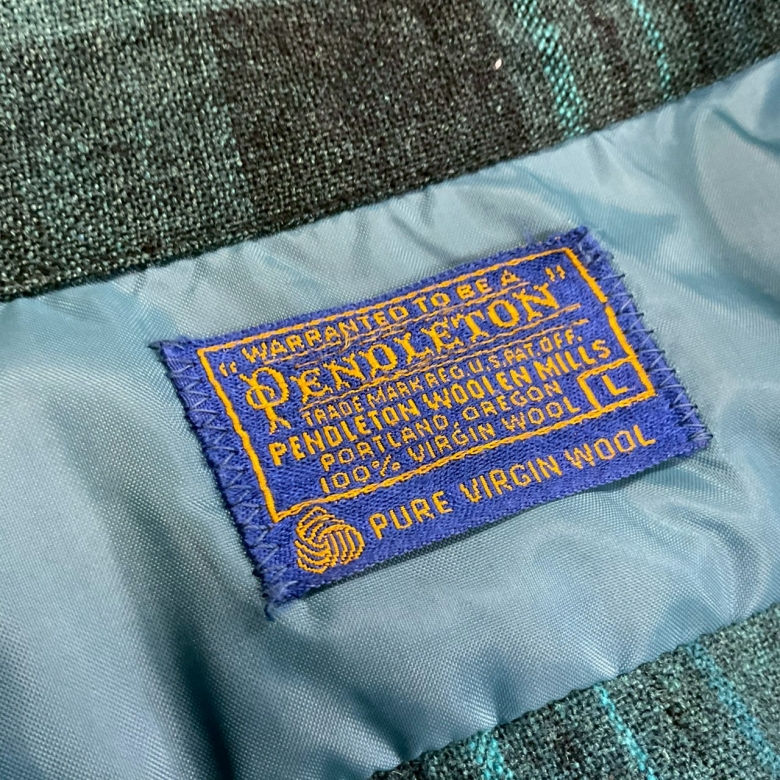 "WARRANTED TO BE A
PENDLETON"
TRADE MARK REG. U.S. PAT. OFF.
PENDLETON WOOLEN MILLS
PORTLAND, OREGON
L
100% VIRGIN WOOL
PURE VIRGIN WOOL